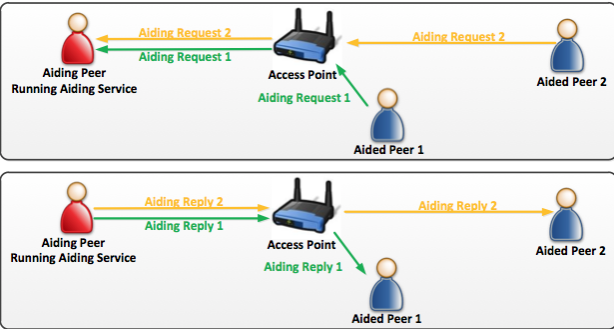 Aiding Request 2
Aiding Request 2
Aiding Request 1
Aiding Peer
Running Aiding Service
Access Point
Aiding Request 1
Aided Peer 2
Aided Peer 1
Aiding Reply 2
Aiding Reply 2
Aiding Reply 1
Aiding Peer
Running Aiding Service
Access Point
Aiding Reply 1
Aided Peer 2
Aided Peer 1